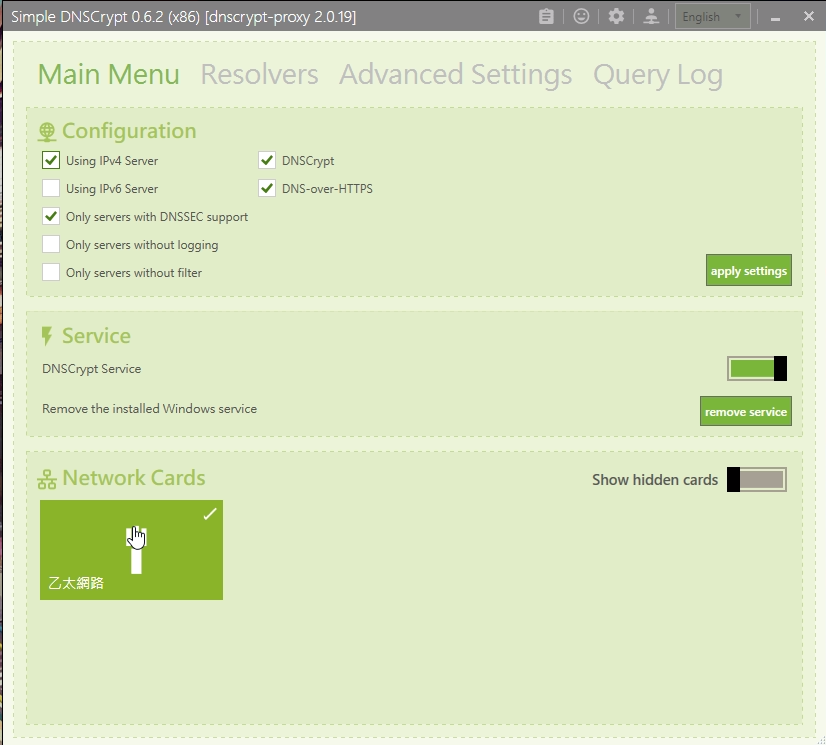 Simple DNSCrypt 0.6.2 (x86) [dnscrypt-proxy 2.0.19]
English
Main Menu Resolvers Advanced Settings Query Log
Configuration
Using IPv4 Server DNSCrypt
Using IPv6 Server DNS-over-HTTPS
Only servers with DNSSEC support
Only servers without logging
Only servers without filter
apply settings
Service
DNSCrypt Service
Remove the installed Windows service
remove service
Network Cards
Show hidden cards
乙太網路